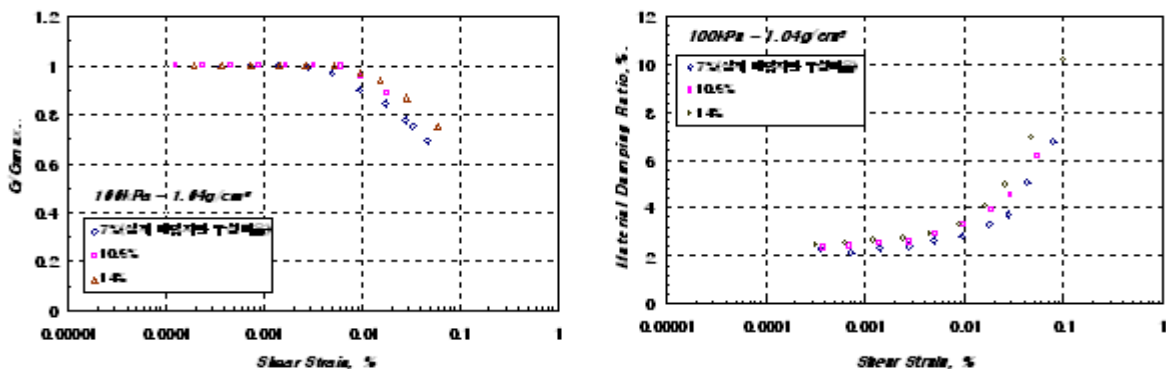 1.2
1
0.8
0.6
0.4
0.2
0
G/Gmax
100kPa - 1.04g/cm³
7%
10.5%
14%
0.00001 0.0001 0.001 0.01 0.1 1
Shear Strain, %
12
10
8
6
4
2
0
Material Damping Ratio, %
100kPa - 1.04g/cm³
7%
10.5%
14%
0.00001 0.0001 0.001 0.01 0.1 1
Shear Strain, %